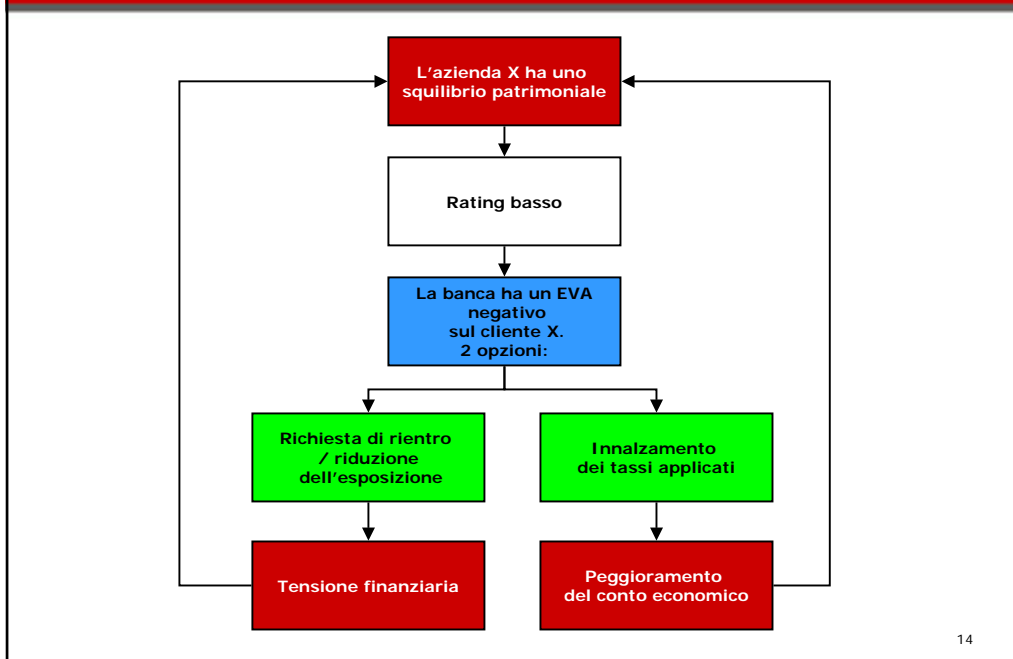 L'azienda X ha uno
squilibrio patrimoniale
Rating basso
La banca ha un EVA
negativo
sul cliente X.
2 opzioni:
Richiesta di rientro
/ riduzione
dell'esposizione
Innalzamento
dei tassi applicati
Tensione finanziaria
Peggioramento
del conto economico
14